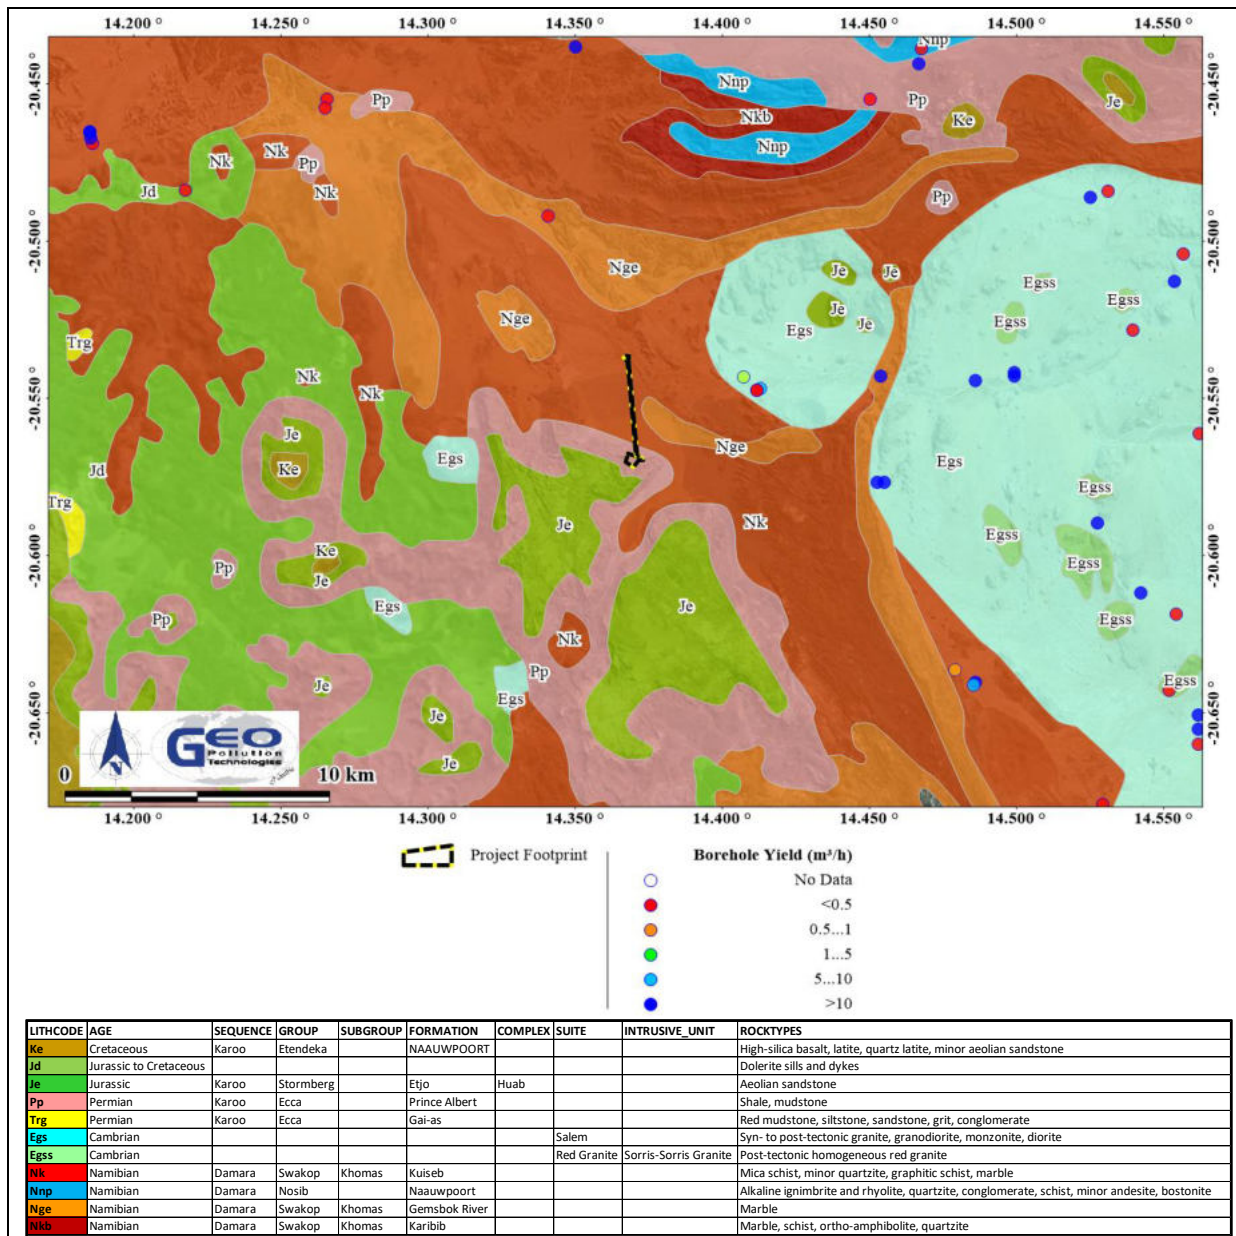 14.200 ° 14.250 ° 14.300 ° 14.350 ° 14.400 ° 14.450 ° 14.500 ° 14.550 °
Nnp
-20.450 ° Pp Nnp Pp Je -20.450 °
Nkb Ke
Nk Nk Pp Nnp
Jd Nk Pp
-20.500 ° Nge Je Je Egss -20.500 °
Nge Je Je Egs Egss Egss
Trg
Nk Nk
-20.550 ° Je Egs Nge Egs -20.550 °
Jd Ke Egss
Trg Je Nk Egss
-20.600 ° Ke Egss -20.600 °
Pp Je Egs Je Egss
Pp Nk
Pp Egss
-20.650 ° Je Egs -20.650 °
Je
Je
N
GEO
Pollution
Technologies
0 10 km
14.200 ° 14.250 ° 14.300 ° 14.350 ° 14.400 ° 14.450 ° 14.500 ° 14.550 °
Project Footprint
Borehole Yield (m³/h)
No Data
<0.5
0.5...1
1...5
5...10
>10
LITHCODE AGE SEQUENCE GROUP SUBGROUP FORMATION COMPLEX SUITE INTRUSIVE_UNIT ROCKTYPES
Ke Cretaceous Karoo Etendeka NAAUWPOORT High-silica basalt, latite, quartz latite, minor aeolian sandstone
Jd Jurassic to Cretaceous Dolerite sills and dykes
Je Jurassic Karoo Stormberg Etjo Huab Aeolian sandstone
Pp Permian Karoo Ecca Prince Albert Shale, mudstone
Trg Permian Karoo Ecca Gai-as Red mudstone, siltstone, sandstone, grit, conglomerate
Egs Cambrian Salem Syn- to post-tectonic granite, granodiorite, monzonite, diorite
Egss Cambrian Red Granite Sorris-Sorris Granite Post-tectonic homogeneous red granite
Nk Namibian Damara Swakop Khomas Kuiseb Mica schist, minor quartzite, graphitic schist, marble
Nnp Namibian Damara Nosib Naauwpoort Alkaline ignimbrite and rhyolite, quartzite, conglomerate, schist, minor andesite, bostonite
Nge Namibian Damara Swakop Khomas Gemsbok River Marble
Nkb Namibian Damara Swakop Khomas Karibib Marble, schist, ortho-amphibolite, quartzite